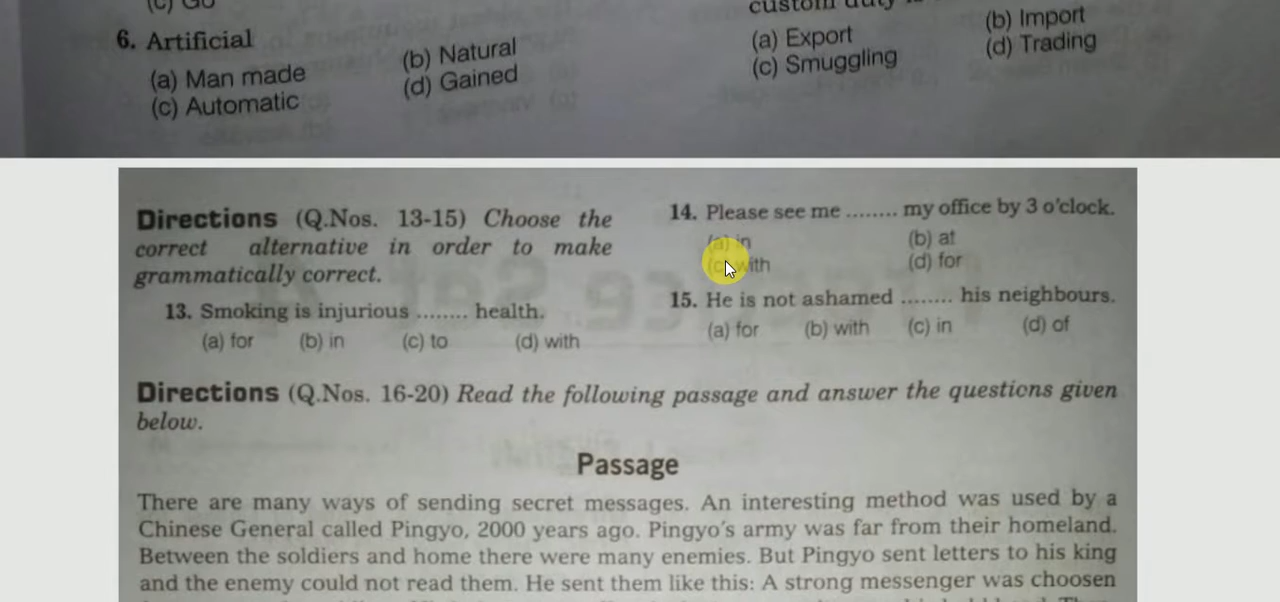 (c) Go
6. Artificial
(a) Man made
(b) Natural
(c) Automatic
(d) Gained
custom duty
(a) Export
(b) Import
(c) Smuggling
(d) Trading
Directions (Q.Nos. 13-15) Choose the
correct alternative in order to make
grammatically correct.
13. Smoking is injurious ........ health.
(a) for (b) in (c) to (d) with
14. Please see me ........ my office by 3 o'clock.
(a) in (b) at
(c) with (d) for
15. He is not ashamed ........ his neighbours.
(a) for (b) with (c) in (d) of
Directions (Q.Nos. 16-20) Read the following passage and answer the questions given
below.
Passage
There are many ways of sending secret messages. An interesting method was used by a
Chinese General called Pingyo, 2000 years ago. Pingyo's army was far from their homeland.
Between the soldiers and home there were many enemies. But Pingyo sent letters to his king
and the enemy could not read them. He sent them like this: A strong messenger was choosen